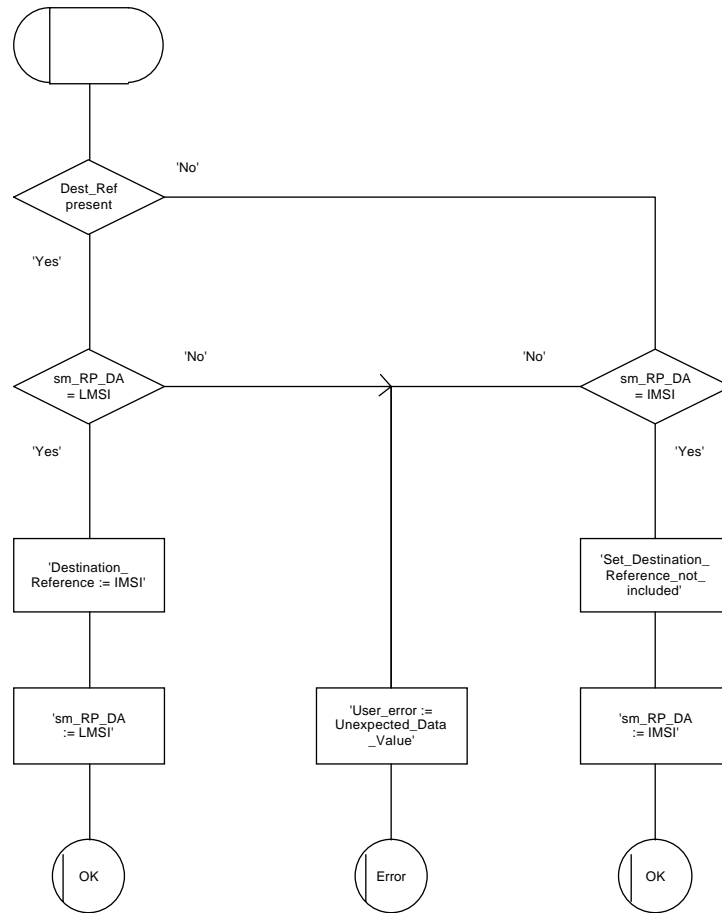 'No'
Dest_Ref
present
'Yes'
'No'
'No'
sm_RP_DA
= LMSI
sm_RP_DA
= IMSI
'Yes'
'Yes'
'Destination_
Reference := IMSI'
'Set_Destination_
Reference_not_
included'
'sm_RP_DA
:= LMSI'
'User_error :=
Unexpected_Data
_Value'
'sm_RP_DA
:= IMSI'
OK
Error
OK